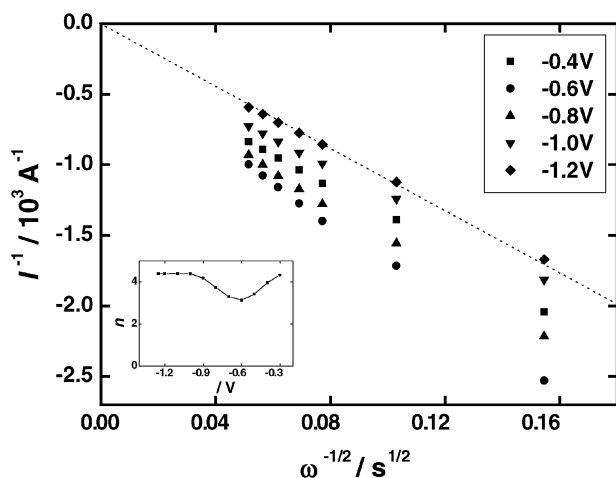 0.0
-0.5
-1.0
-1.5
-2.0
-2.5
I⁻¹ / 10³ A⁻¹
-0.4V
-0.6V
-0.8V
-1.0V
-1.2V
4
2
0
n
-1.2 -0.9 -0.6 -0.3
/ V
0.00 0.04 0.08 0.12 0.16
ω⁻¹/² / s¹/²